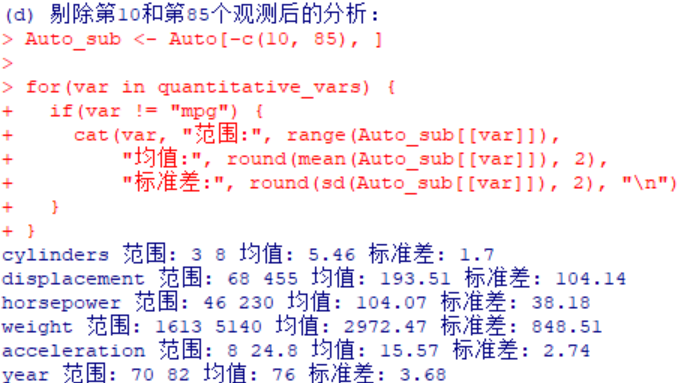 (d) 剔除第10和第85个观测后的分析：
> Auto_sub <- Auto[-c(10, 85), ]
>
> for(var in quantitative_vars) {
+   if(var != "mpg") {
+     cat(var, "范围:", range(Auto_sub[[var]]),
+         "均值:", round(mean(Auto_sub[[var]]), 2),
+         "标准差:", round(sd(Auto_sub[[var]]), 2), "\n")
+   }
+ }
cylinders 范围: 3 8 均值: 5.46 标准差: 1.7
displacement 范围: 68 455 均值: 193.51 标准差: 104.14
horsepower 范围: 46 230 均值: 104.07 标准差: 38.18
weight 范围: 1613 5140 均值: 2972.47 标准差: 848.51
acceleration 范围: 8 24.8 均值: 15.57 标准差: 2.74
year 范围: 70 82 均值: 76 标准差: 3.68